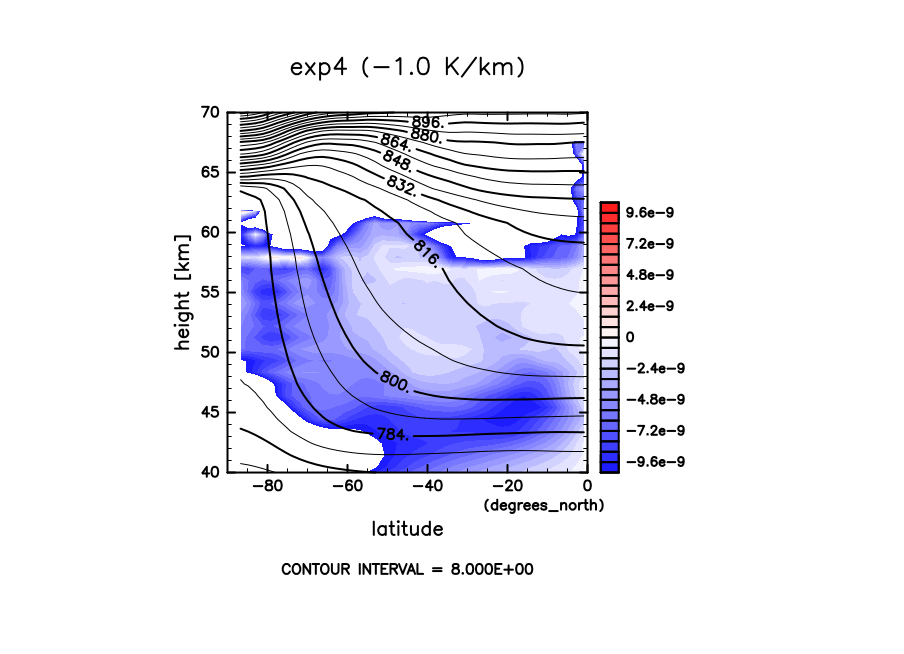 exp4 (−1.0 K/km)
70
65
60
55
50
45
40
height [km]
896.
880.
864.
848.
832.
816.
800.
784.
−80
−60
−40
−20
0
(degrees_north)
latitude
9.6e−9
7.2e−9
4.8e−9
2.4e−9
0
−2.4e−9
−4.8e−9
−7.2e−9
−9.6e−9
CONTOUR INTERVAL = 8.000E+00